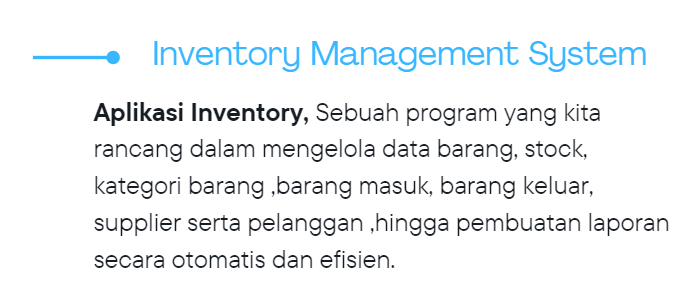 Inventory Management System
Aplikasi Inventory, Sebuah program yang kita
rancang dalam mengelola data barang, stock,
kategori barang ,barang masuk, barang keluar,
supplier serta pelanggan ,hingga pembuatan laporan
secara otomatis dan efisien.